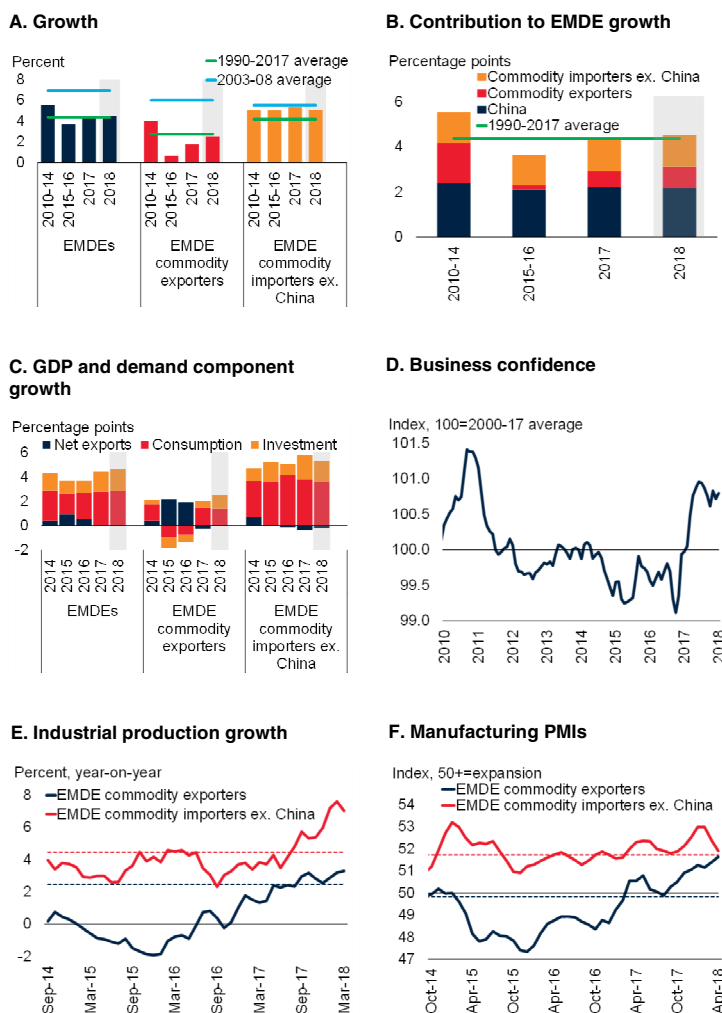 A. Growth
Percent
1990-2017 average
2003-08 average
8
6
4
2
0
2010-14
2015-16
2017
2018
2010-14
2015-16
2017
2018
2010-14
2015-16
2017
2018
EMDEs
EMDE
commodity
exporters
EMDE
commodity
importers ex.
China
B. Contribution to EMDE growth
Percentage points
Commodity importers ex. China
Commodity exporters
China
1990-2017 average
6
4
2
0
2010-14
2015-16
2017
2018
C. GDP and demand component
growth
Percentage points
Net exports
Consumption
Investment
6
4
2
0
-2
2014
2015
2016
2017
2018
2014
2015
2016
2017
2018
2014
2015
2016
2017
2018
EMDEs
EMDE
commodity
exporters
EMDE
commodity
importers ex.
China
D. Business confidence
Index, 100=2000-17 average
101.5
100.5
100.0
99.5
99.0
2010
2011
2012
2013
2014
2015
2016
2017
2018
E. Industrial production growth
Percent, year-on-year
EMDE commodity exporters
EMDE commodity importers ex. China
8
6
4
2
0
-2
Sep-14
Mar-15
Sep-15
Mar-16
Sep-16
Mar-17
Sep-17
Mar-18
F. Manufacturing PMIs
Index, 50+=expansion
EMDE commodity exporters
EMDE commodity importers ex. China
54
53
52
51
50
49
48
47
Oct-14
Apr-15
Oct-15
Apr-16
Oct-16
Apr-17
Oct-17
Apr-18